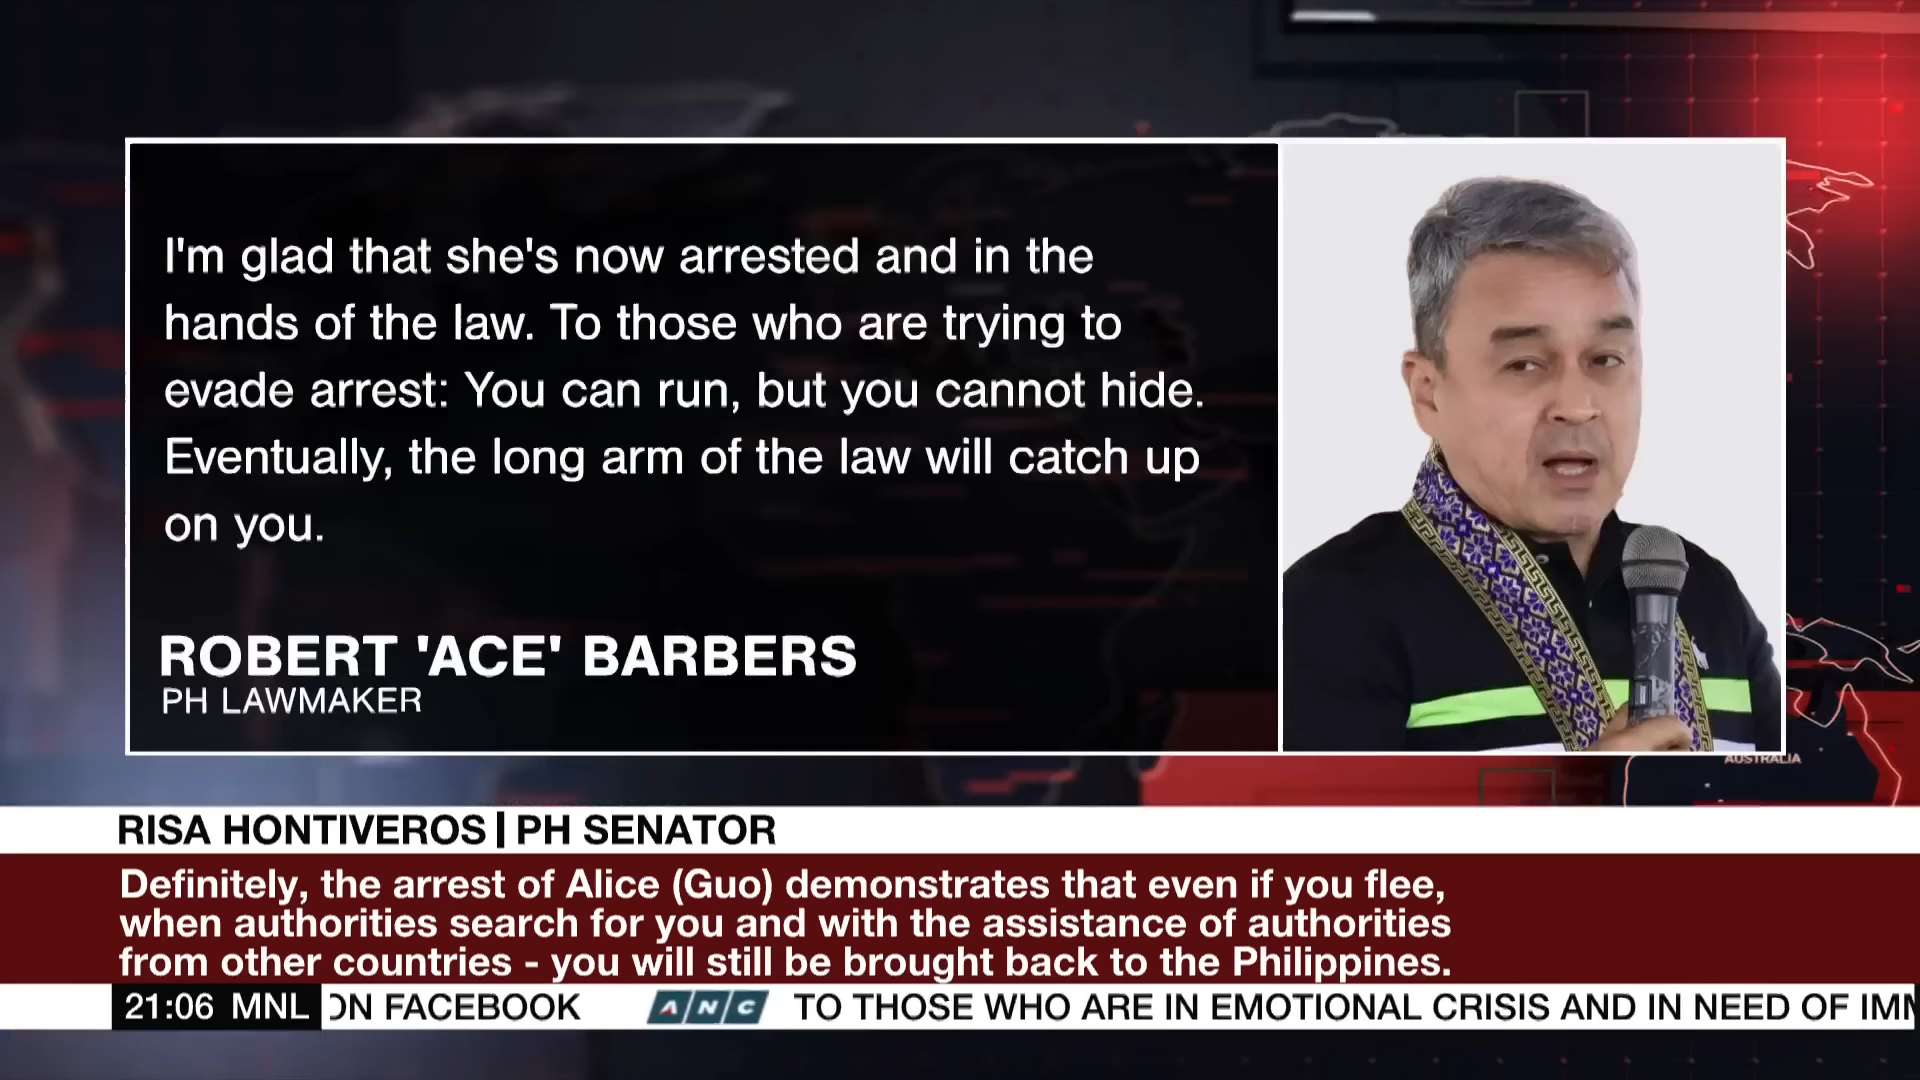 I'm glad that she's now arrested and in the
hands of the law. To those who are trying to
evade arrest: You can run, but you cannot hide.
Eventually, the long arm of the law will catch up
on you.
ROBERT 'ACE' BARBERS
PH LAWMAKER
AUSTRALIA
RISA HONTIVEROS | PH SENATOR
Definitely, the arrest of Alice (Guo) demonstrates that even if you flee,
when authorities search for you and with the assistance of authorities
from other countries - you will still be brought back to the Philippines.
21:06 MNL ON FACEBOOK ANC TO THOSE WHO ARE IN EMOTIONAL CRISIS AND IN NEED OF